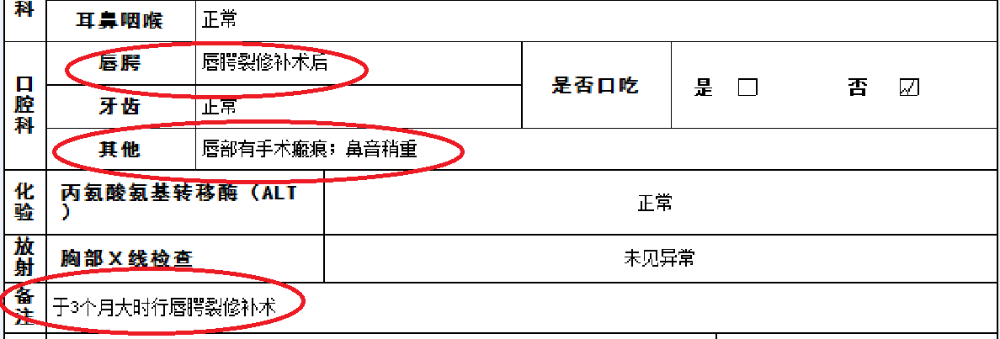 科
耳鼻咽喉 正常
口腔科
唇腭 唇腭裂修补术后
是否口吃 是 □ 否 ☑
牙齿 正常
其他 唇部有手术瘢痕；鼻音稍重
化验
丙氨酸氨基转移酶（ALT
） 正常
放射
胸部X线检查 未见异常
备注
于3个月大时行唇腭裂修补术